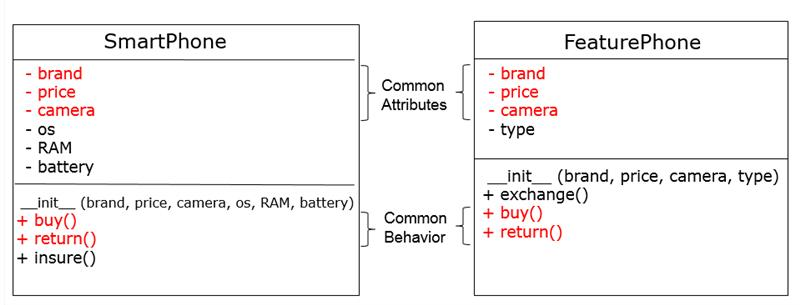 SmartPhone
- brand
- price
- camera
- os
- RAM
- battery
__init__ (brand, price, camera, os, RAM, battery)
+ buy()
+ return()
+ insure()
Common
Attributes
Common
Behavior
FeaturePhone
- brand
- price
- camera
- type
__init__ (brand, price, camera, type)
+ exchange()
+ buy()
+ return()